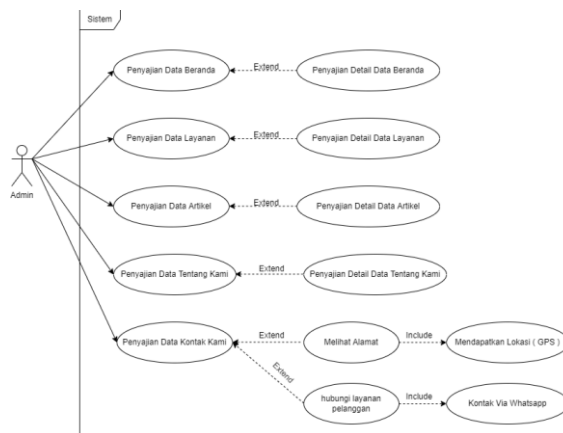 Sistem
Penyajian Data Beranda
Extend
Penyajian Detail Data Beranda
Penyajian Data Layanan
Extend
Penyajian Detail Data Layanan
Admin
Penyajian Data Artikel
Extend
Penyajian Detail Data Artikel
Penyajian Data Tentang Kami
Extend
Penyajian Detail Data Tentang Kami
Penyajian Data Kontak Kami
Extend
Melihat Alamat
Include
Mendapatkan Lokasi ( GPS )
Extend
hubungi layanan
pelanggan
Include
Kontak Via Whatsapp